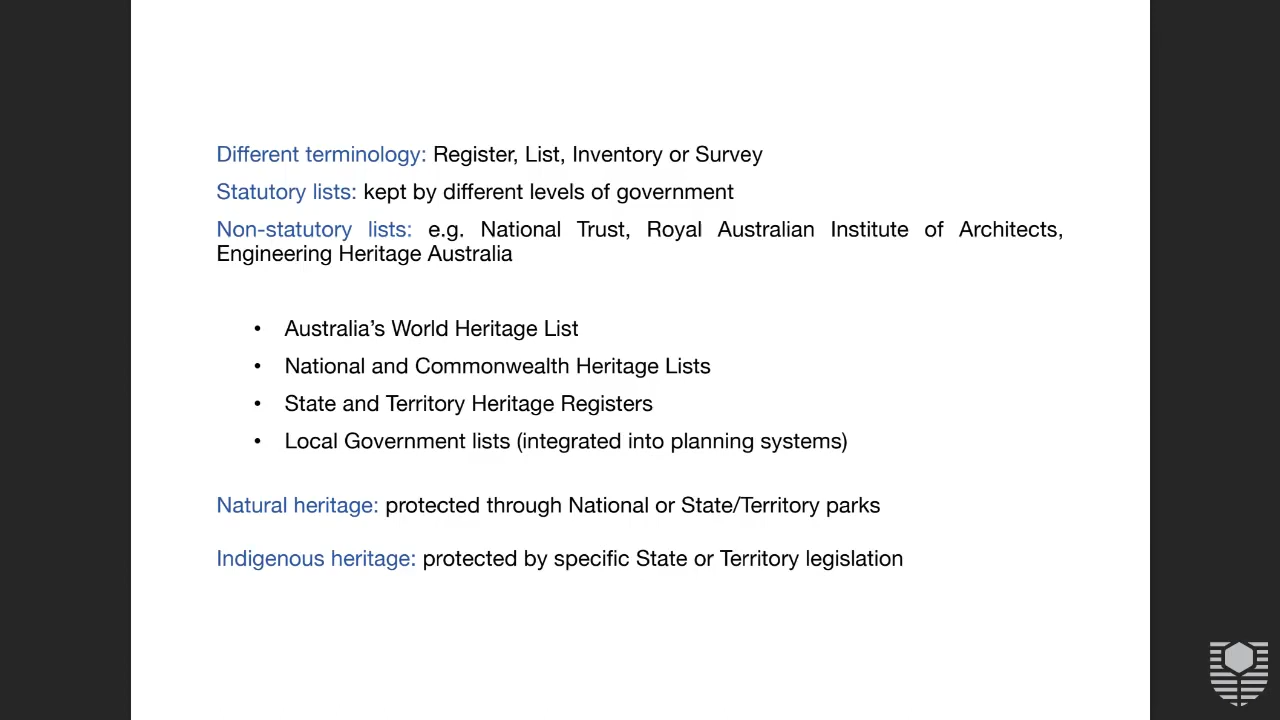 Different terminology: Register, List, Inventory or Survey
Statutory lists: kept by different levels of government
Non-statutory lists: e.g. National Trust, Royal Australian Institute of Architects,
Engineering Heritage Australia
• Australia’s World Heritage List
• National and Commonwealth Heritage Lists
• State and Territory Heritage Registers
• Local Government lists (integrated into planning systems)
Natural heritage: protected through National or State/Territory parks
Indigenous heritage: protected by specific State or Territory legislation